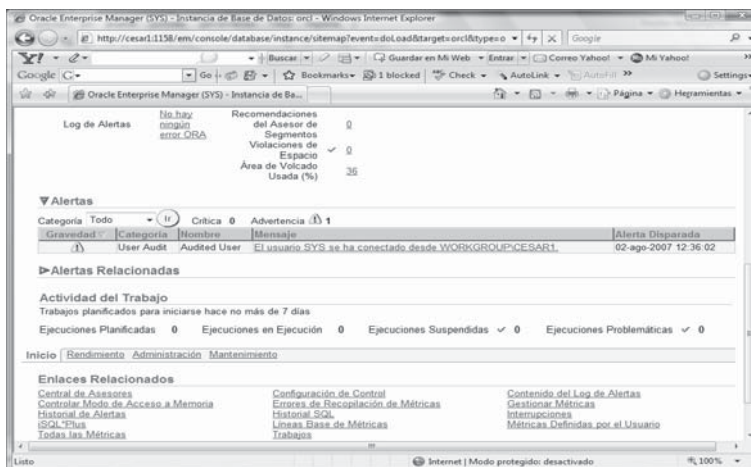 Oracle Enterprise Manager (SYS) - Instancia de Base de Datos: orcl - Windows Internet Explorer
http://cesar1:1158/em/console/database/instance/sitemap?event=doLoad&target=orcl&type=o
Google
Buscar
Guardar en Mi Web
Entrar
Correo Yahoo!
Mi Yahoo!
Google
Go
Bookmarks
1 blocked
Check
AutoLink
AutoFill
Settings
Oracle Enterprise Manager (SYS) - Instancia de Ba...
Página
Herramientas
Log de Alertas
No hay
ningún
error ORA
Recomendaciones
del Asesor de
Segmentos
0
Violaciones de
Espacio
0
Área de Volcado
Usada (%)
36
Alertas
Categoría Todo Ir Crítica 0 Advertencia 1
Gravedad Categoría Nombre Mensaje Alerta Disparada
User Audit Audited User El usuario SYS se ha conectado desde WORKGROUP\CESAR1. 02-ago-2007 12:36:02
Alertas Relacionadas
Actividad del Trabajo
Trabajos planificados para iniciarse hace no más de 7 días
Ejecuciones Planificadas 0 Ejecuciones en Ejecución 0 Ejecuciones Suspendidas 0 Ejecuciones Problemáticas 0
Inicio Rendimiento Administración Mantenimiento
Enlaces Relacionados
Central de Asesores Configuración de Control Contenido del Log de Alertas
Controlar Modo de Acceso a Memoria Errores de Recopilación de Métricas Gestionar Métricas
Historial de Alertas Historial SQL Interrupciones
iSQL*Plus Líneas Base de Métricas Métricas Definidas por el Usuario
Todas las Métricas Trabajos
Listo Internet | Modo protegido: desactivado 100%